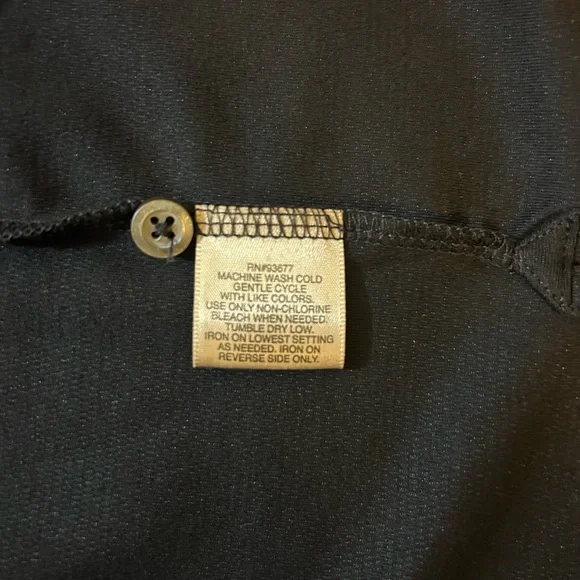 RN#93677
MACHINE WASH COLD
GENTLE CYCLE
WITH LIKE COLORS.
USE ONLY NON-CHLORINE
BLEACH WHEN NEEDED.
TUMBLE DRY LOW.
IRON ON LOWEST SETTING
AS NEEDED. IRON ON
REVERSE SIDE ONLY.